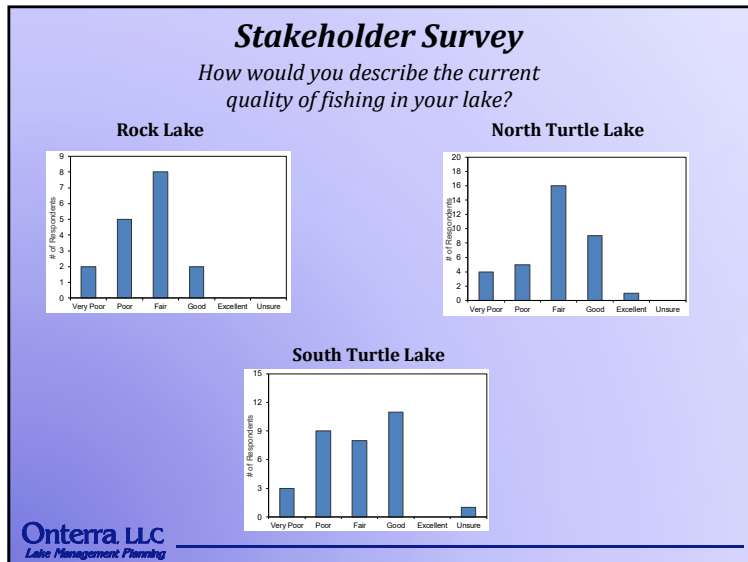 Stakeholder Survey
How would you describe the current
quality of fishing in your lake?
Rock Lake
9
8
7
6
5
4
3
2
1
0
# of Respondents
Very Poor Poor Fair Good Excellent Unsure
North Turtle Lake
20
18
16
14
12
10
8
6
4
2
0
# of Respondents
Very Poor Poor Fair Good Excellent Unsure
South Turtle Lake
15
12
9
6
3
0
# of Respondents
Very Poor Poor Fair Good Excellent Unsure
Onterra LLC
Lake Management Planning